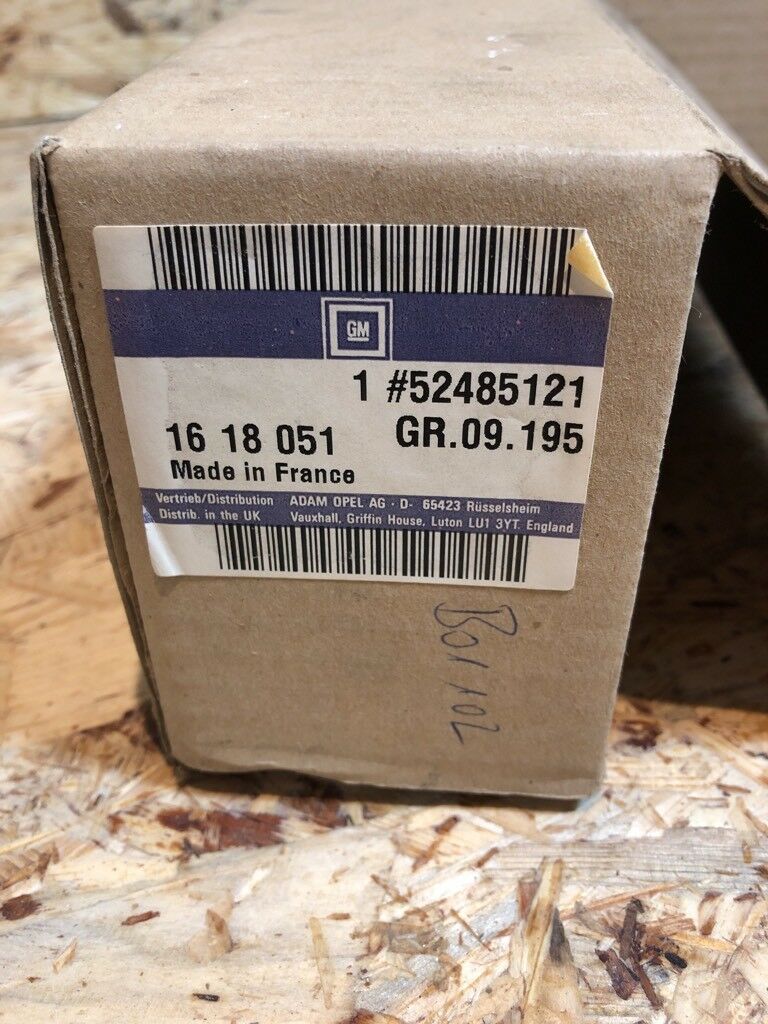 GM
1 #52485121
16 18 051 GR.09.195
Made in France
Vertrieb/Distribution ADAM OPEL AG · D- 65423 Rüsselsheim
Distrib. in the UK Vauxhall, Griffin House, Luton LU1 3YT England